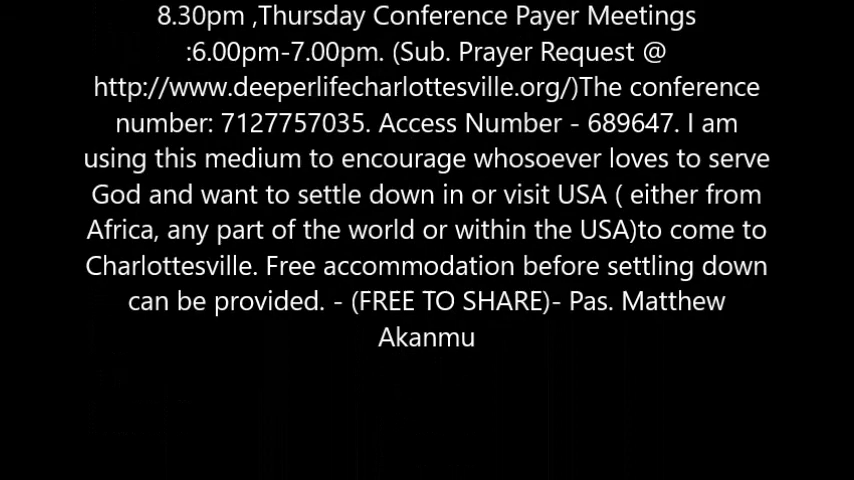 8.30pm ,Thursday Conference Payer Meetings
:6.00pm-7.00pm. (Sub. Prayer Request @
http://www.deeperlifecharlottesville.org/)The conference
number: 7127757035. Access Number - 689647. I am
using this medium to encourage whosoever loves to serve
God and want to settle down in or visit USA ( either from
Africa, any part of the world or within the USA)to come to
Charlottesville. Free accommodation before settling down
can be provided. - (FREE TO SHARE)- Pas. Matthew
Akanmu